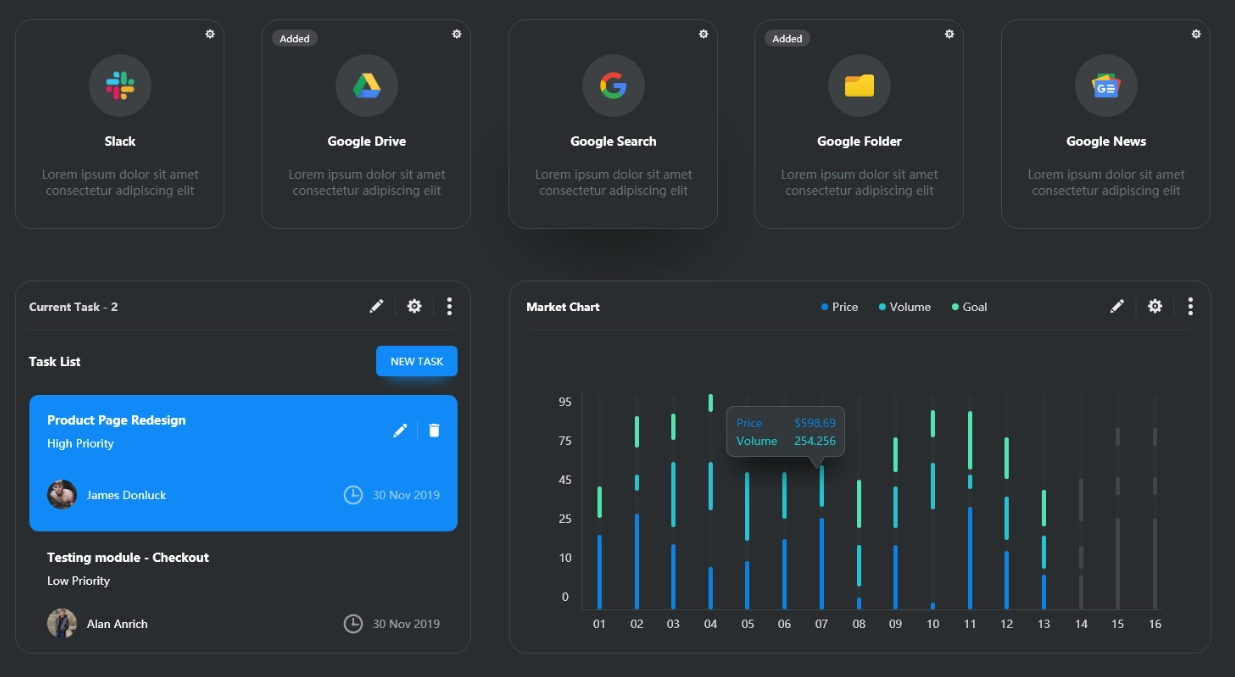 Added
Added
Slack
Google Drive
Google Search
GE
Google Folder
Google News
Lorem ipsum dolor sit amet
consectetur adipiscing elit
Lorem ipsum dolor sit amet
consectetur adipiscing elit
Lorem ipsum dolor sit amet
consectetur adipiscing elit
Lorem ipsum dolor sit amet
consectetur adipiscing elit
Lorem ipsum dolor sit amet
consectetur adipiscing elit
Current Task - 2
Task List
NEW TASK
Product Page Redesign
High Priority
James Donluck
30 Nov 2019
Testing module - Checkout
Low Priority
Alan Anrich
30 Nov 2019
Market Chart
Price
Volume
Goal
95
75
45
25
10
0
Price $598.69
Volume 254.256
01 02 03 04 05 06 07 08 09 10 11 12 13 14 15 16